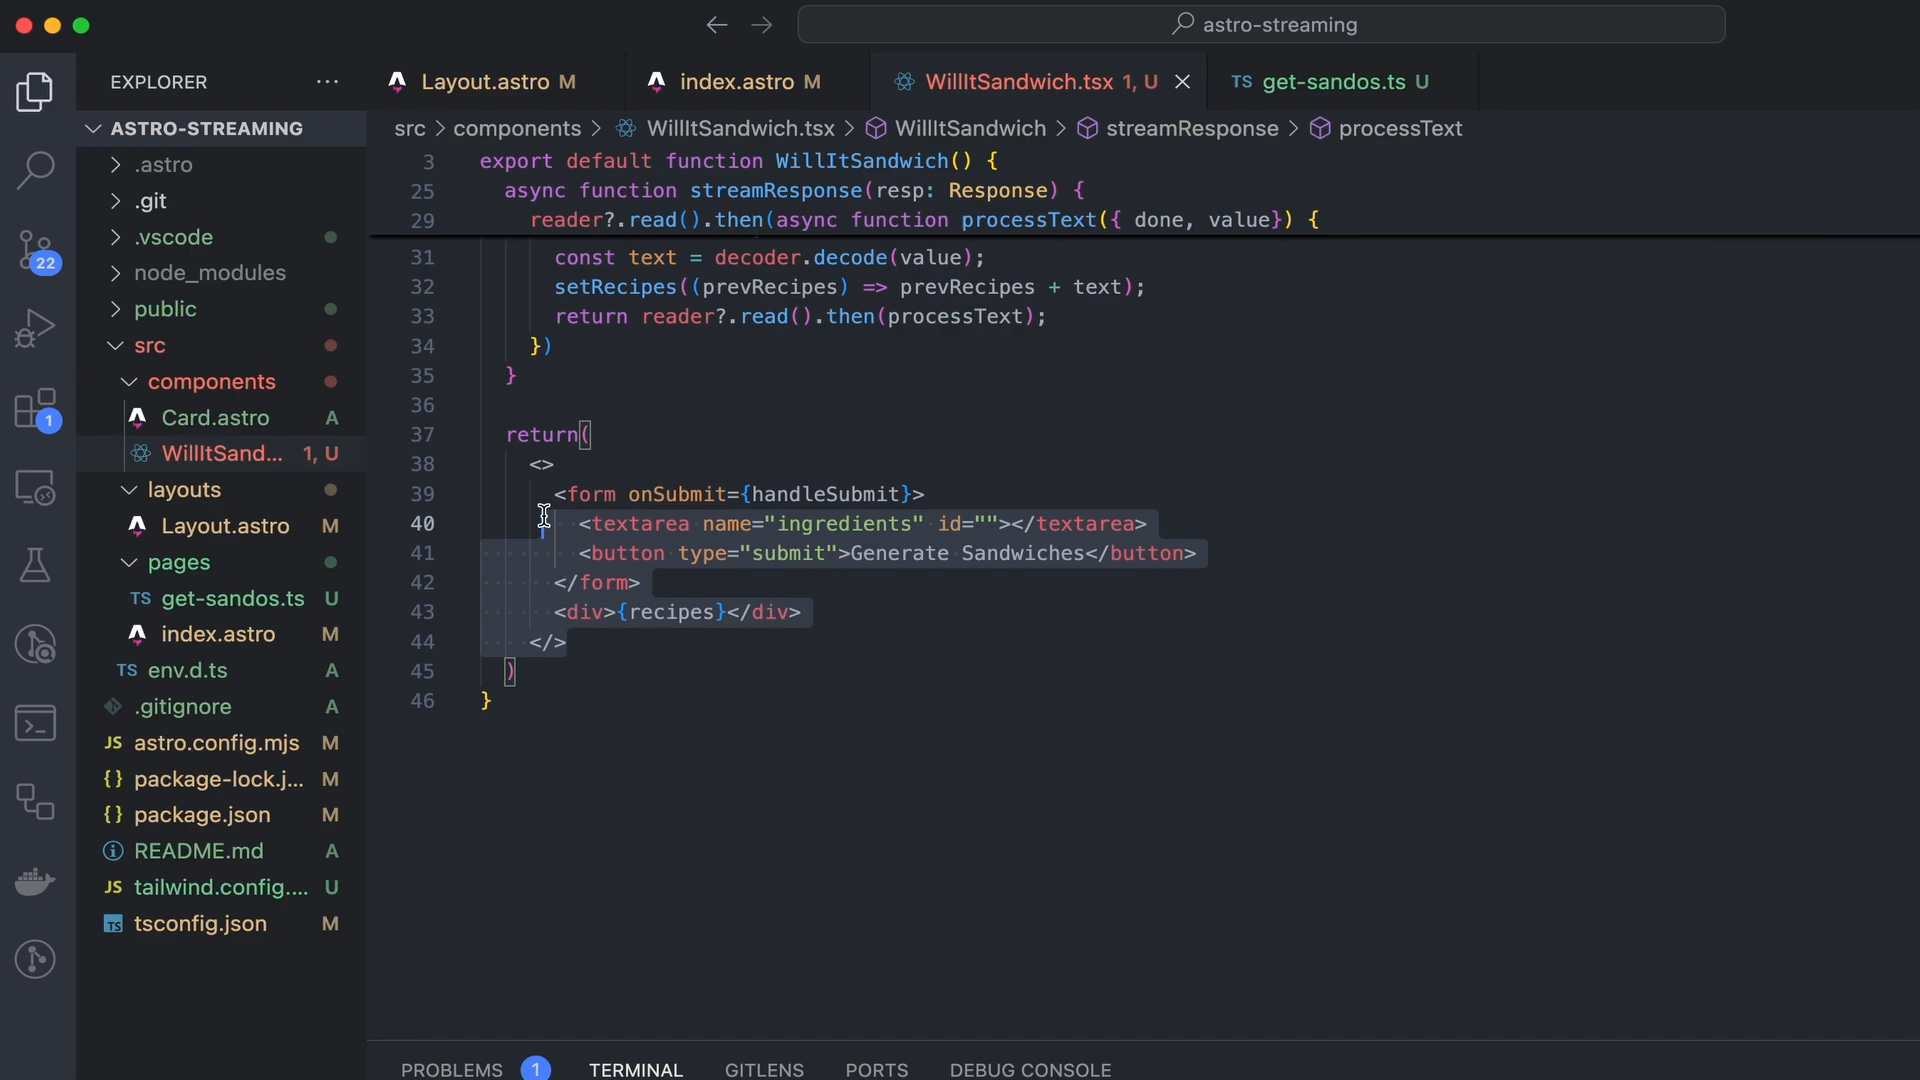 astro-streaming
EXPLORER ···
Layout.astro M
index.astro M
WillItSandwich.tsx 1, U
TS get-sandos.ts U
ASTRO-STREAMING
src > components > WillItSandwich.tsx > WillItSandwich > streamResponse > processText
.astro
.git
.vscode
node_modules
public
src
components
Card.astro A
WillItSand... 1, U
layouts
Layout.astro M
pages
TS get-sandos.ts U
index.astro M
TS env.d.ts A
.gitignore A
JS astro.config.mjs M
{} package-lock.j... M
{} package.json M
README.md A
JS tailwind.config.... U
TS tsconfig.json M
22
1
3 export default function WillItSandwich() {
25 async function streamResponse(resp: Response) {
29 reader?.read().then(async function processText({ done, value}) {
31 const text = decoder.decode(value);
32 setRecipes((prevRecipes) => prevRecipes + text);
33 return reader?.read().then(processText);
34 })
35 }
36
37 return(
38 <>
39 <form onSubmit={handleSubmit}>
40 <textarea name="ingredients" id=""></textarea>
41 <button type="submit">Generate Sandwiches</button>
42 </form>
43 <div>{recipes}</div>
44 </>
45 )
46 }
PROBLEMS 1 TERMINAL GITLENS PORTS DEBUG CONSOLE